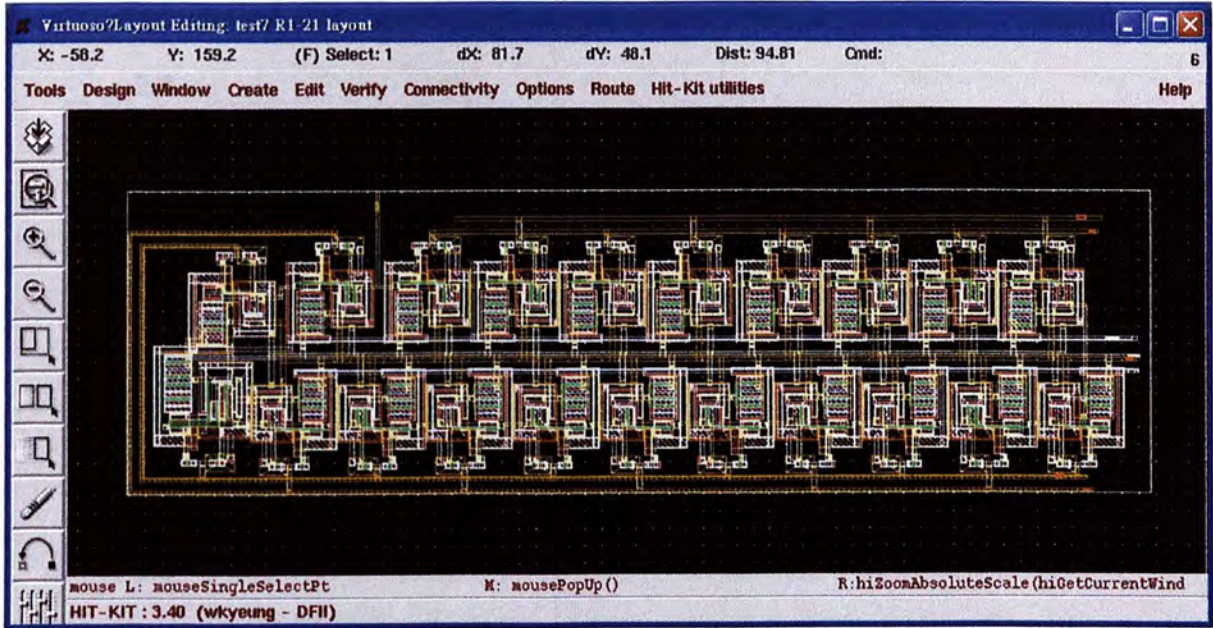 Virtuoso?Layout Editing: test7 R1-21 layout
X: -58.2 Y: 159.2 (F) Select: 1 dX: 81.7 dY: 48.1 Dist: 94.81 Cmd: 6
Tools Design Window Create Edit Verify Connectivity Options Route Hit-Kit utilities Help
mouse L: mouseSingleSelectPt M: mousePopUp() R:hiZoomAbsoluteScale(hiGetCurrentWind
HIT-KIT : 3.40 (wkyeung - DFII)